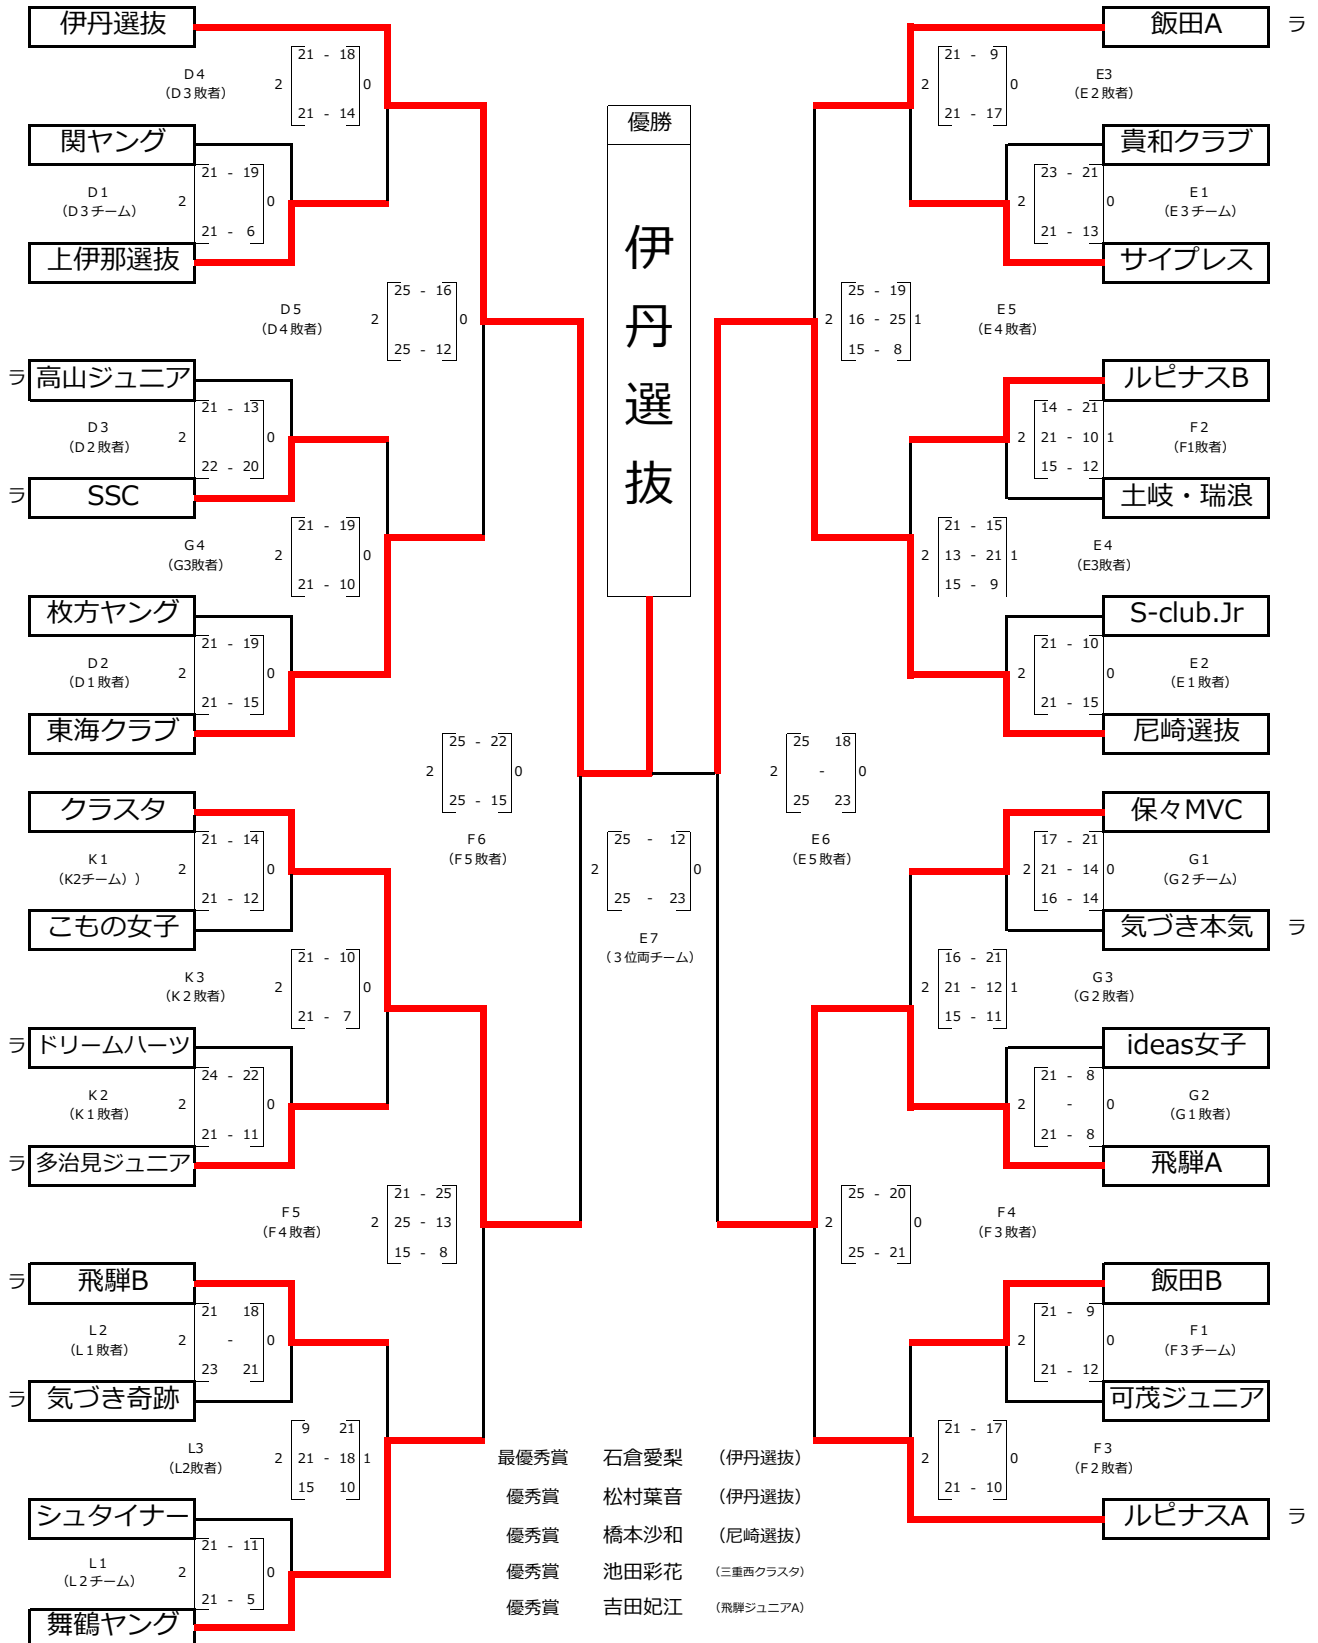 伊丹選抜
D4
(D3敗者)
2
21 - 18
21 - 14
0
関ヤング
D1
(D3チーム)
2
21 - 19
21 - 6
0
上伊那選抜
D5
(D4敗者)
2
25 - 16
25 - 12
0
ラ 高山ジュニア
D3
(D2敗者)
2
21 - 13
22 - 20
0
ラ SSC
G4
(G3敗者)
2
21 - 19
21 - 10
0
枚方ヤング
D2
(D1敗者)
2
21 - 19
21 - 15
0
東海クラブ
F6
(F5敗者)
2
25 - 22
25 - 15
0
クラスタ
K1
(K2チーム))
2
21 - 14
21 - 12
0
こもの女子
K3
(K2敗者)
2
21 - 10
21 - 7
0
ラ ドリームハーツ
K2
(K1敗者)
2
24 - 22
21 - 11
0
ラ 多治見ジュニア
F5
(F4敗者)
2
21 - 25
25 - 13
15 - 8
ラ 飛騨B
L2
(L1敗者)
2
21 18
-
23 21
0
ラ 気づき奇跡
L3
(L2敗者)
2
9 21
21 - 18
15 10
1
シュタイナー
L1
(L2チーム)
2
21 - 11
21 - 5
0
舞鶴ヤング
優勝
伊丹選抜
2
25 - 12
25 - 23
0
E7
(3位両チーム)
飯田A ラ
2
21 - 9
21 - 17
0
E3
(E2敗者)
貴和クラブ
2
23 - 21
21 - 13
0
E1
(E3チーム)
サイプレス
2
25 - 19
16 - 25
15 - 8
1
E5
(E4敗者)
ルピナスB
2
14 - 21
21 - 10
15 - 12
1
F2
(F1敗者)
土岐・瑞浪
2
21 - 15
13 - 21
15 - 9
1
E4
(E3敗者)
S-club.Jr
2
21 - 10
21 - 15
0
E2
(E1敗者)
尼崎選抜
2
25 18
-
25 23
0
E6
(E5敗者)
保々MVC
2
17 - 21
21 - 14
16 - 14
0
G1
(G2チーム)
気づき本気 ラ
2
16 - 21
21 - 12
15 - 11
1
G3
(G2敗者)
ideas女子
2
21 - 8
-
21 - 8
0
G2
(G1敗者)
飛騨A
2
25 - 20
25 - 21
0
F4
(F3敗者)
飯田B
2
21 - 9
21 - 12
0
F1
(F3チーム)
可茂ジュニア
2
21 - 17
21 - 10
0
F3
(F2敗者)
ルピナスA ラ
最優秀賞 石倉愛梨 (伊丹選抜)
優秀賞 松村葉音 (伊丹選抜)
優秀賞 橋本沙和 (尼崎選抜)
優秀賞 池田彩花 (三重西クラスタ)
優秀賞 吉田妃江 (飛騨ジュニアA)